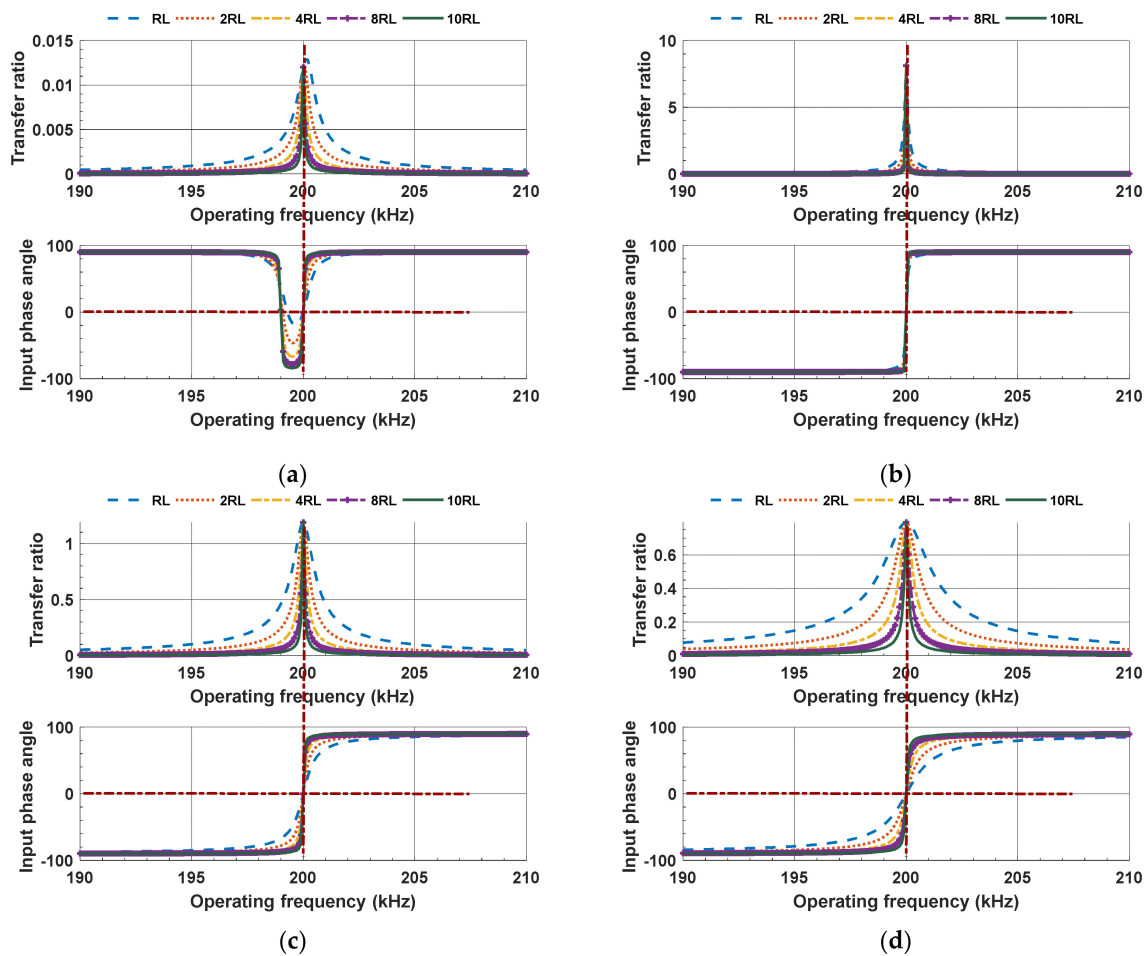 RL 2RL 4RL 8RL 10RL
Transfer ratio
0.015
0.01
0.005
0
190 195 200 205 210
Operating frequency (kHz)
Input phase angle
100
0
-100
190 195 200 205 210
Operating frequency (kHz)
(a)
RL 2RL 4RL 8RL 10RL
Transfer ratio
10
5
0
190 195 200 205 210
Operating frequency (kHz)
Input phase angle
100
0
-100
190 195 200 205 210
Operating frequency (kHz)
(b)
RL 2RL 4RL 8RL 10RL
Transfer ratio
1
0.5
0
190 195 200 205 210
Operating frequency (kHz)
Input phase angle
100
0
-100
190 195 200 205 210
Operating frequency (kHz)
(c)
RL 2RL 4RL 8RL 10RL
Transfer ratio
0.6
0.4
0.2
0
190 195 200 205 210
Operating frequency (kHz)
Input phase angle
100
0
-100
190 195 200 205 210
Operating frequency (kHz)
(d)